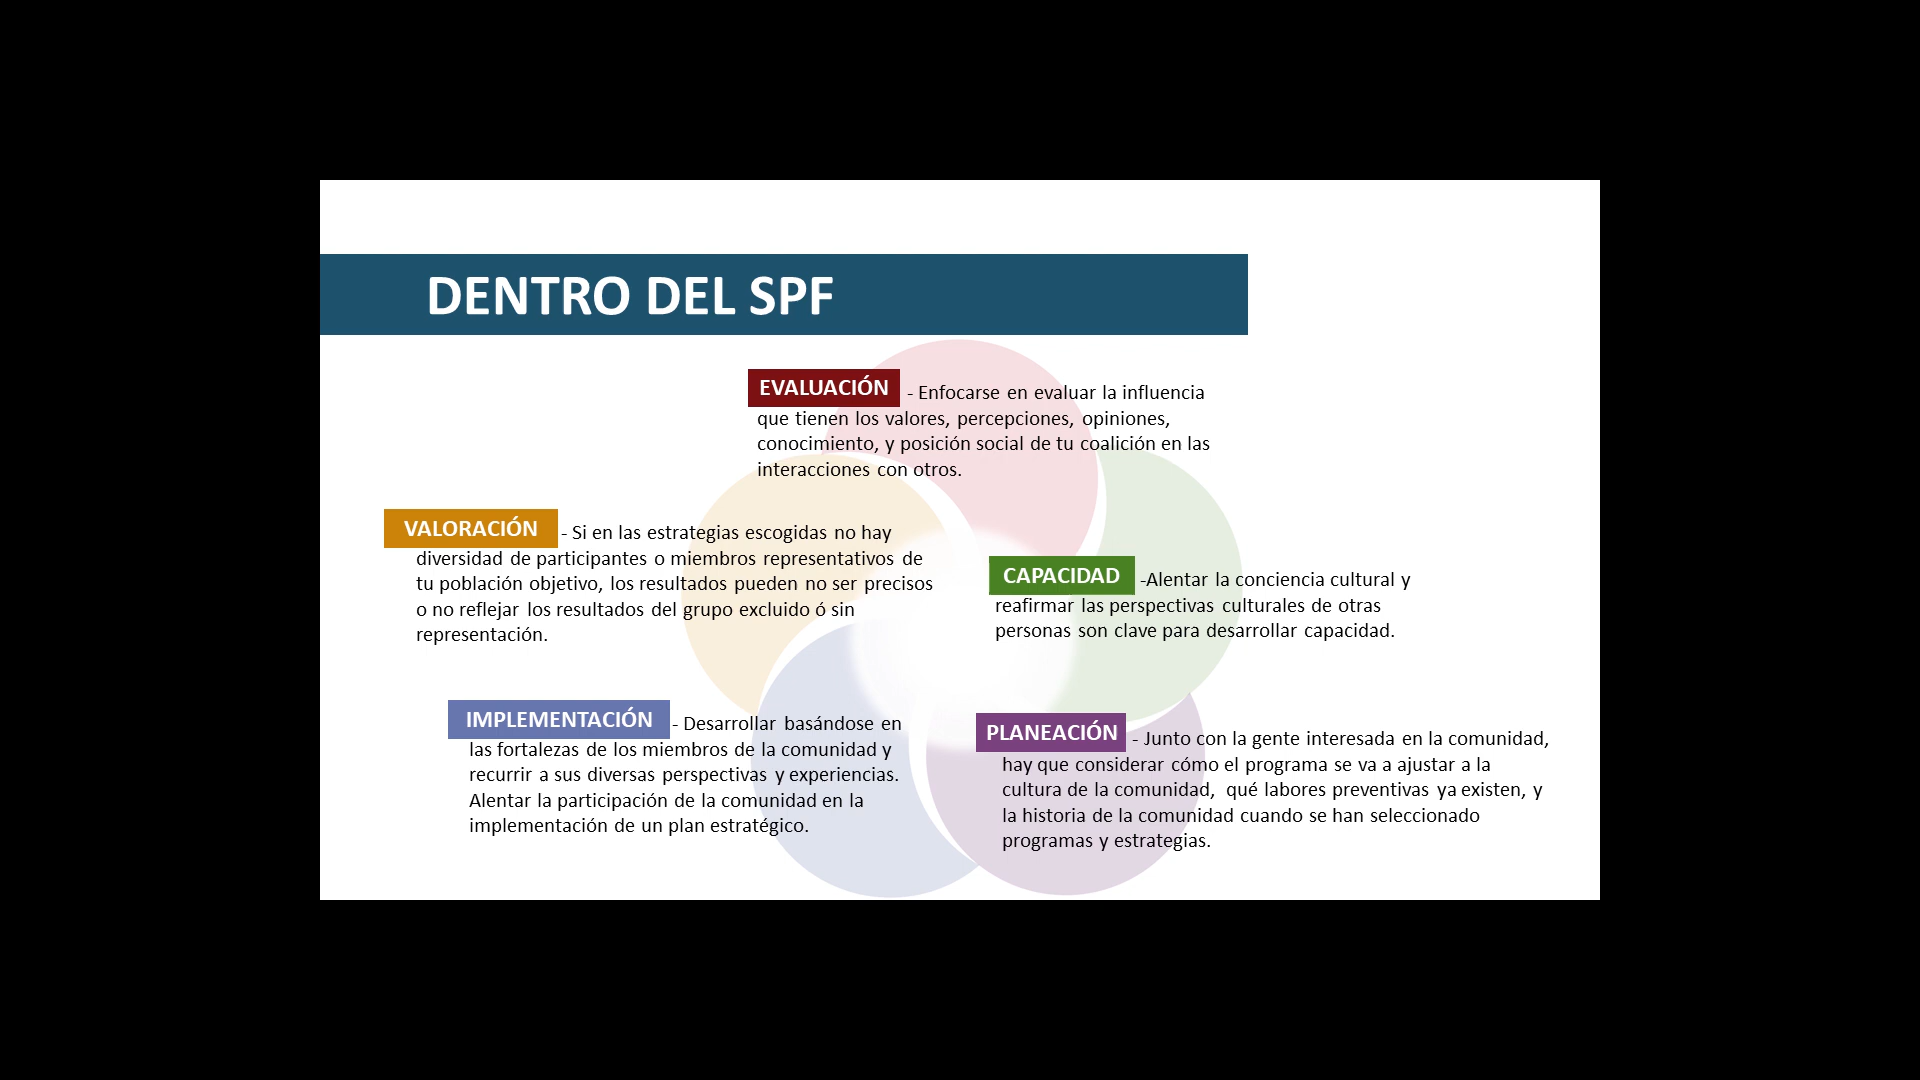 DENTRO DEL SPF
EVALUACIÓN - Enfocarse en evaluar la influencia
que tienen los valores, percepciones, opiniones,
conocimiento, y posición social de tu coalición en las
interacciones con otros.
VALORACIÓN - Si en las estrategias escogidas no hay
diversidad de participantes o miembros representativos de
tu población objetivo, los resultados pueden no ser precisos
o no reflejar los resultados del grupo excluido ó sin
representación.
CAPACIDAD -Alentar la conciencia cultural y
reafirmar las perspectivas culturales de otras
personas son clave para desarrollar capacidad.
IMPLEMENTACIÓN - Desarrollar basándose en
las fortalezas de los miembros de la comunidad y
recurrir a sus diversas perspectivas y experiencias.
Alentar la participación de la comunidad en la
implementación de un plan estratégico.
PLANEACIÓN - Junto con la gente interesada en la comunidad,
hay que considerar cómo el programa se va a ajustar a la
cultura de la comunidad, qué labores preventivas ya existen, y
la historia de la comunidad cuando se han seleccionado
programas y estrategias.